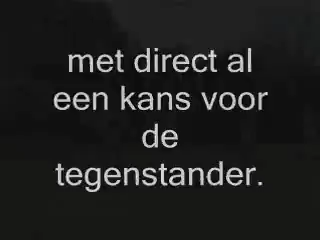 met direct al
een kans voor
de
tegenstander.